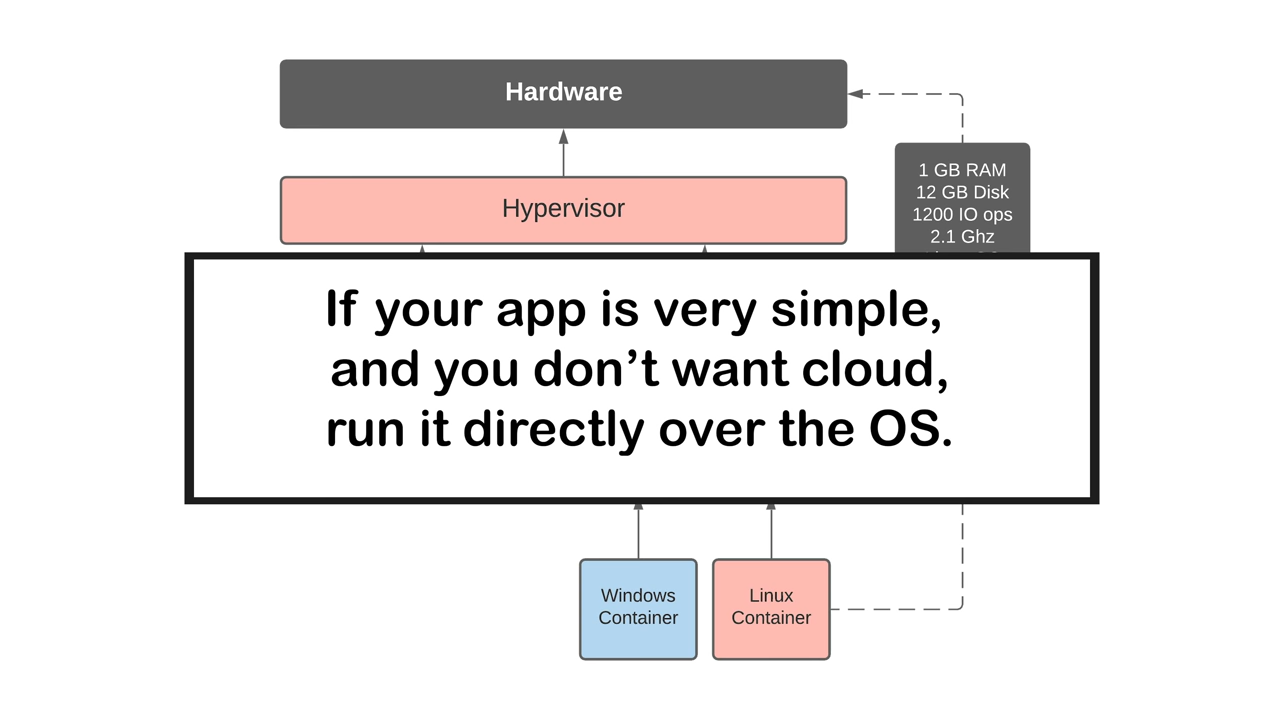 Hardware
Hypervisor
1 GB RAM
12 GB Disk
1200 IO ops
2.1 Ghz
If your app is very simple,
and you don’t want cloud,
run it directly over the OS.
Windows
Container
Linux
Container